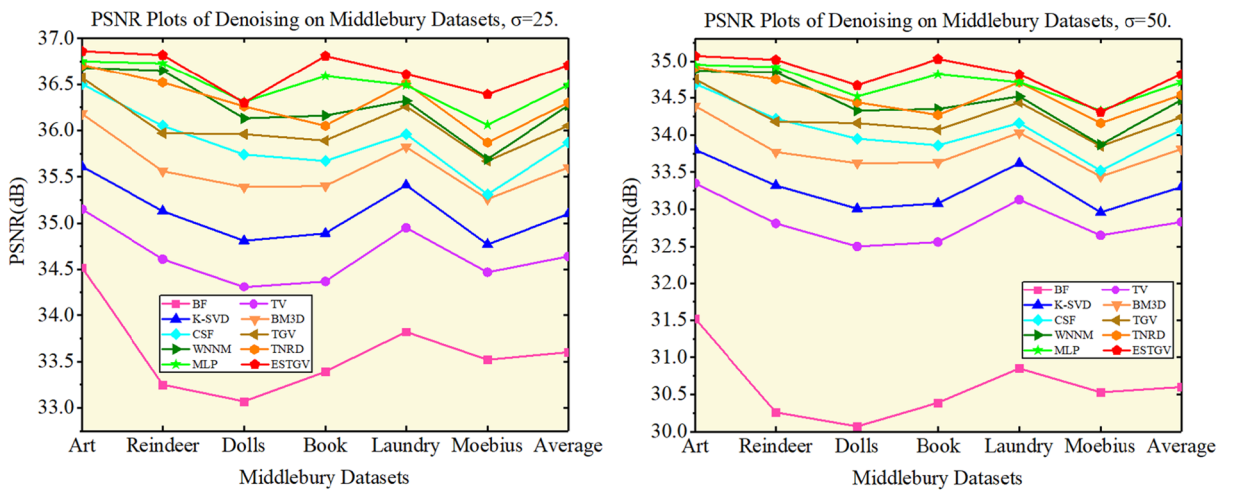 PSNR Plots of Denoising on Middlebury Datasets, σ=25.
37.0
36.5
36.0
35.5
35.0
34.5
34.0
33.5
33.0
PSNR(dB)
BF TV
K-SVD BM3D
CSF TGV
WNNM TNRD
MLP ESTGV
Art Reindeer Dolls Book Laundry Moebius Average
Middlebury Datasets
PSNR Plots of Denoising on Middlebury Datasets, σ=50.
35.0
34.5
34.0
33.5
33.0
32.5
32.0
31.5
31.0
30.5
30.0
PSNR(dB)
BF TV
K-SVD BM3D
CSF TGV
WNNM TNRD
MLP ESTGV
Art Reindeer Dolls Book Laundry Moebius Average
Middlebury Datasets